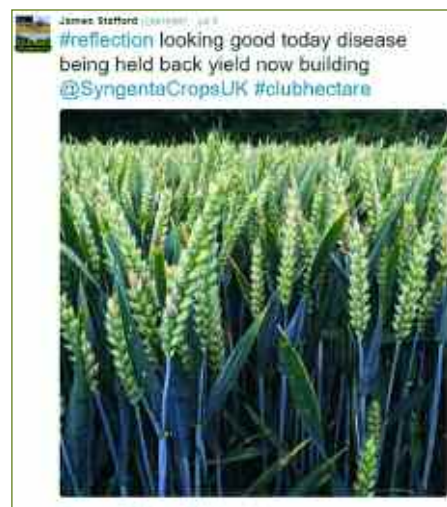 James Stafford
#reflection looking good today disease
being held back yield now building
@SyngentaCropsUK #clubhectare